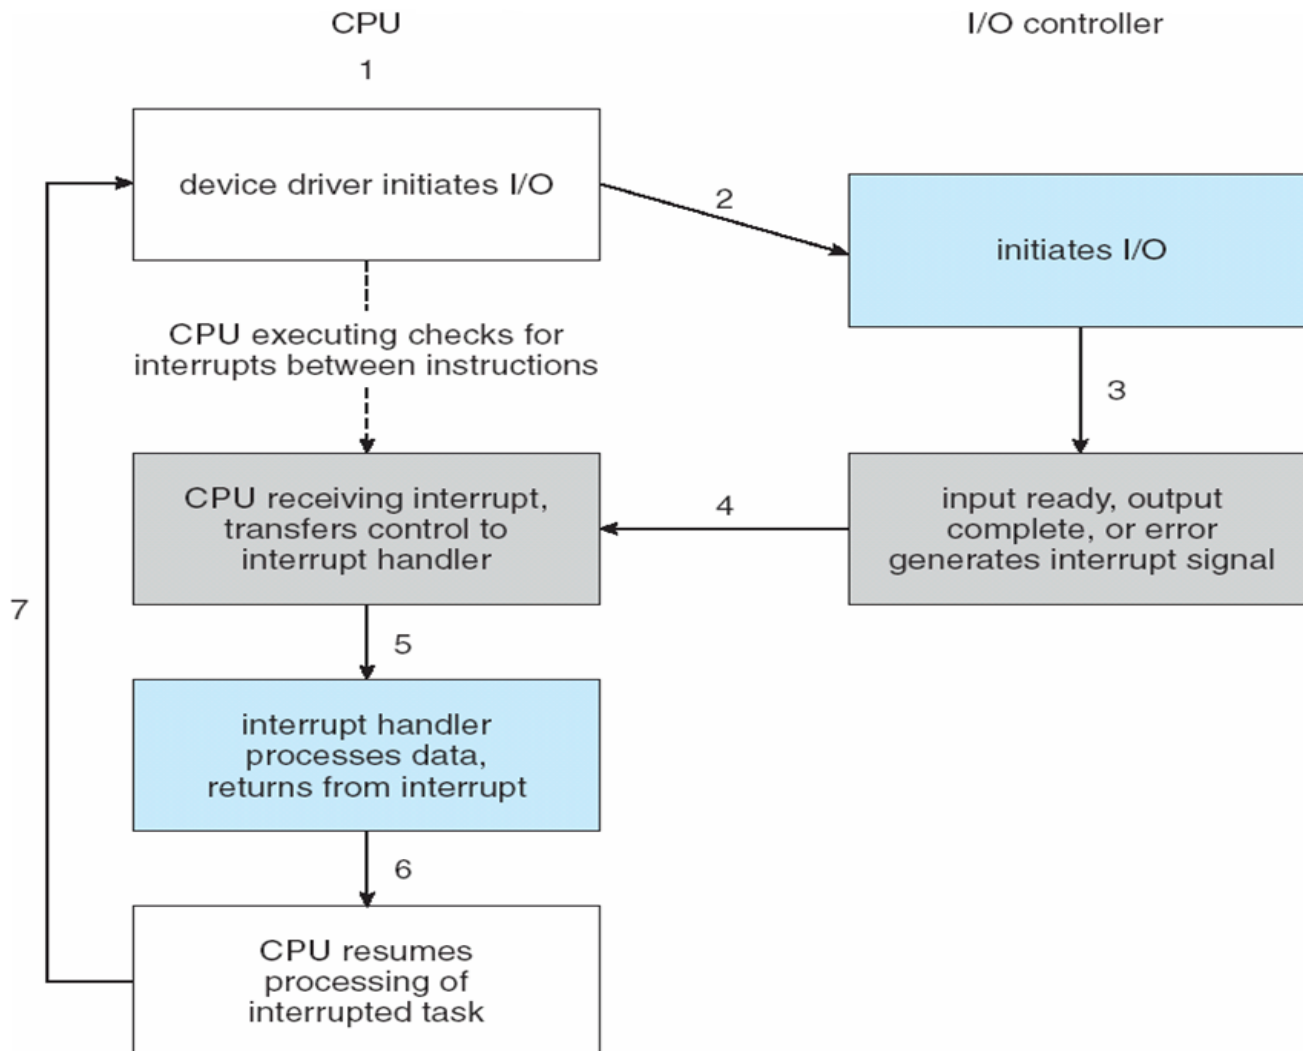 CPU
I/O controller
1
device driver initiates I/O
2
initiates I/O
CPU executing checks for
interrupts between instructions
3
CPU receiving interrupt,
transfers control to
interrupt handler
4
input ready, output
complete, or error
generates interrupt signal
7
5
interrupt handler
processes data,
returns from interrupt
6
CPU resumes
processing of
interrupted task